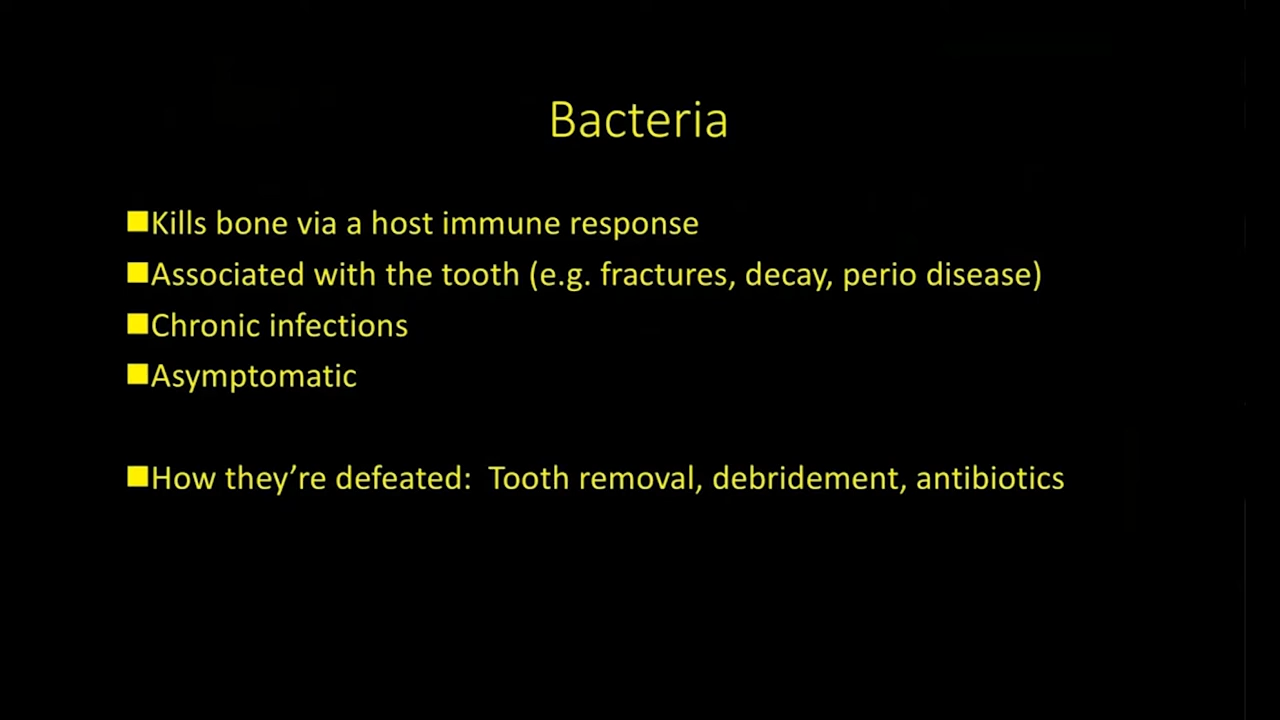 Bacteria
■Kills bone via a host immune response
■Associated with the tooth (e.g. fractures, decay, perio disease)
■Chronic infections
■Asymptomatic
■How they’re defeated:  Tooth removal, debridement, antibiotics